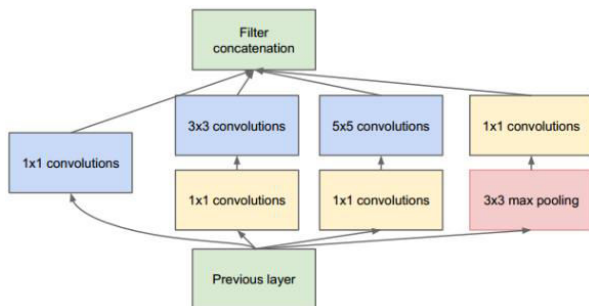 Filter
concatenation
3x3 convolutions
5x5 convolutions
1x1 convolutions
1x1 convolutions
1x1 convolutions
1x1 convolutions
3x3 max pooling
Previous layer